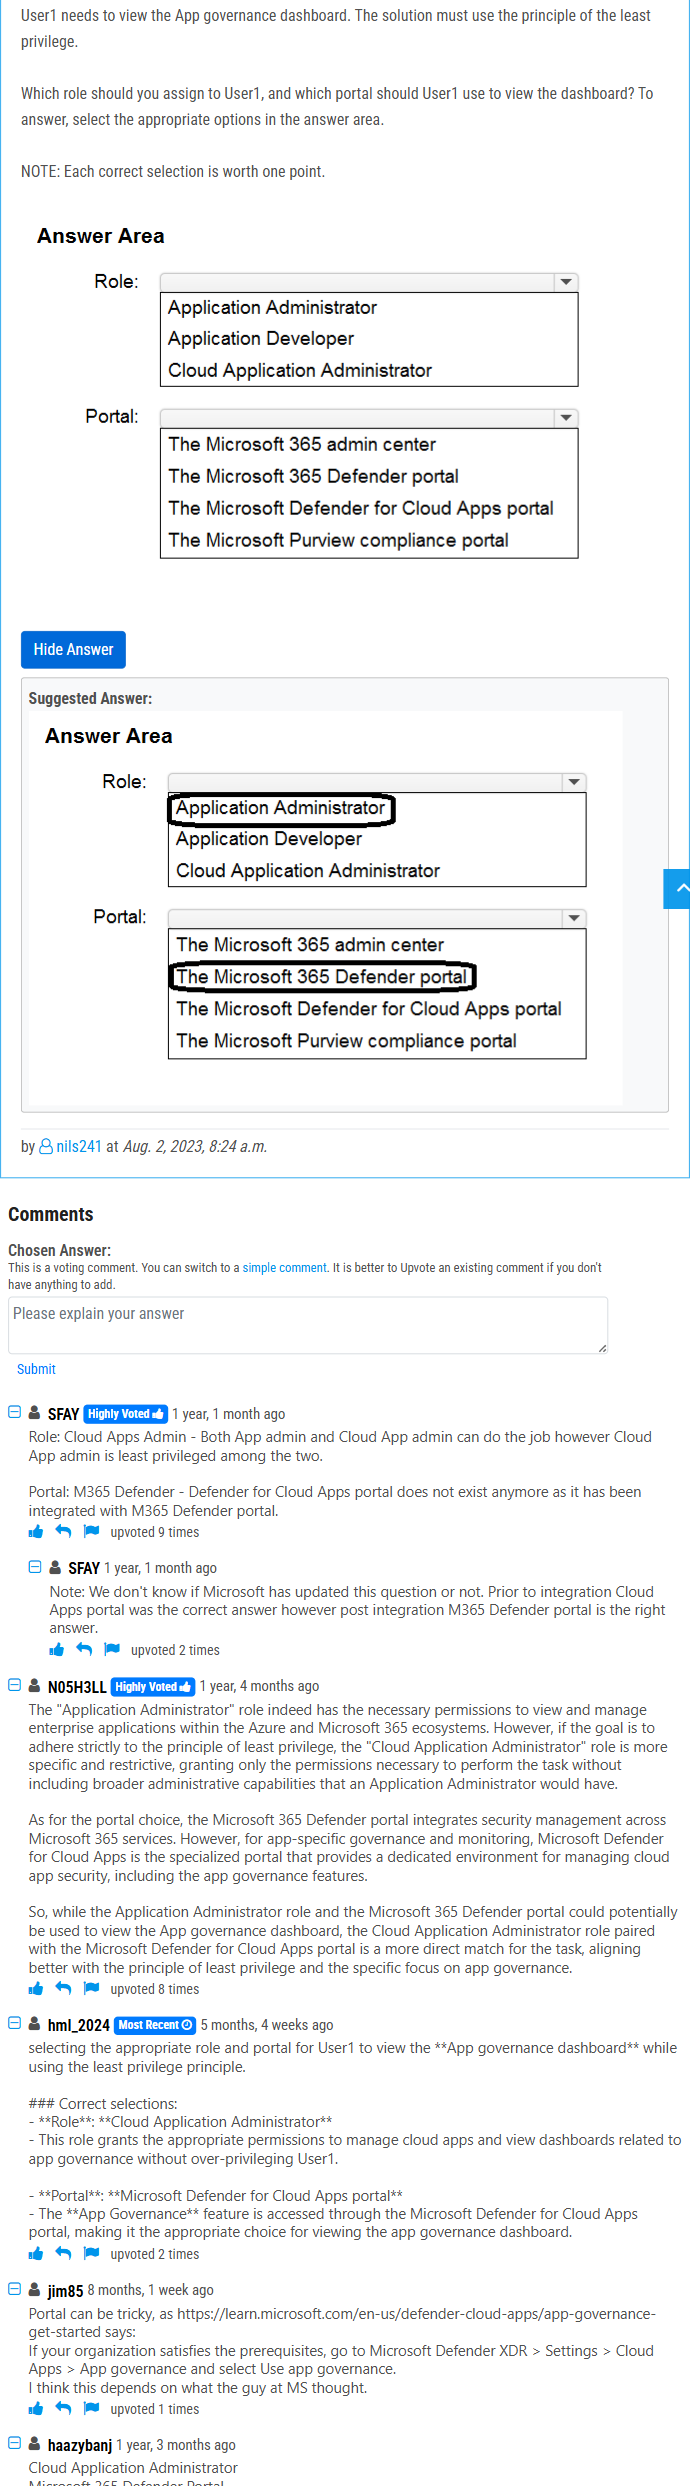 User1 needs to view the App governance dashboard. The solution must use the principle of the least
privilege.
Which role should you assign to User1, and which portal should User1 use to view the dashboard? To
answer, select the appropriate options in the answer area.
NOTE: Each correct selection is worth one point.
Answer Area
Role:
Application Administrator
Application Developer
Cloud Application Administrator
Portal:
The Microsoft 365 admin center
The Microsoft 365 Defender portal
The Microsoft Defender for Cloud Apps portal
The Microsoft Purview compliance portal
Hide Answer
Suggested Answer:
Answer Area
Role:
Application Administrator
Application Developer
Cloud Application Administrator
Portal:
The Microsoft 365 admin center
The Microsoft 365 Defender portal
The Microsoft Defender for Cloud Apps portal
The Microsoft Purview compliance portal
by nils241 at Aug. 2, 2023, 8:24 a.m.
Comments
Chosen Answer:
This is a voting comment. You can switch to a simple comment. It is better to Upvote an existing comment if you don't
have anything to add.
Please explain your answer
Submit
SFAY Highly Voted 1 year, 1 month ago
Role: Cloud Apps Admin - Both App admin and Cloud App admin can do the job however Cloud
App admin is least privileged among the two.
Portal: M365 Defender - Defender for Cloud Apps portal does not exist anymore as it has been
integrated with M365 Defender portal.
upvoted 9 times
SFAY 1 year, 1 month ago
Note: We don't know if Microsoft has updated this question or not. Prior to integration Cloud
Apps portal was the correct answer however post integration M365 Defender portal is the right
answer.
upvoted 2 times
N05H3LL Highly Voted 1 year, 4 months ago
The "Application Administrator" role indeed has the necessary permissions to view and manage
enterprise applications within the Azure and Microsoft 365 ecosystems. However, if the goal is to
adhere strictly to the principle of least privilege, the "Cloud Application Administrator" role is more
specific and restrictive, granting only the permissions necessary to perform the task without
including broader administrative capabilities that an Application Administrator would have.
As for the portal choice, the Microsoft 365 Defender portal integrates security management across
Microsoft 365 services. However, for app-specific governance and monitoring, Microsoft Defender
for Cloud Apps is the specialized portal that provides a dedicated environment for managing cloud
app security, including the app governance features.
So, while the Application Administrator role and the Microsoft 365 Defender portal could potentially
be used to view the App governance dashboard, the Cloud Application Administrator role paired
with the Microsoft Defender for Cloud Apps portal is a more direct match for the task, aligning
better with the principle of least privilege and the specific focus on app governance.
upvoted 8 times
hml_2024 Most Recent 5 months, 4 weeks ago
selecting the appropriate role and portal for User1 to view the **App governance dashboard** while
using the least privilege principle.
### Correct selections:
- **Role**: **Cloud Application Administrator**
- This role grants the appropriate permissions to manage cloud apps and view dashboards related to
app governance without over-privileging User1.
- **Portal**: **Microsoft Defender for Cloud Apps portal**
- The **App Governance** feature is accessed through the Microsoft Defender for Cloud Apps
portal, making it the appropriate choice for viewing the app governance dashboard.
upvoted 2 times
jim85 8 months, 1 week ago
Portal can be tricky, as https://learn.microsoft.com/en-us/defender-cloud-apps/app-governance-
get-started says:
If your organization satisfies the prerequisites, go to Microsoft Defender XDR > Settings > Cloud
Apps > App governance and select Use app governance.
I think this depends on what the guy at MS thought.
upvoted 1 times
haazybanj 1 year, 3 months ago
Cloud Application Administrator
Microsoft 365 Defender Portal